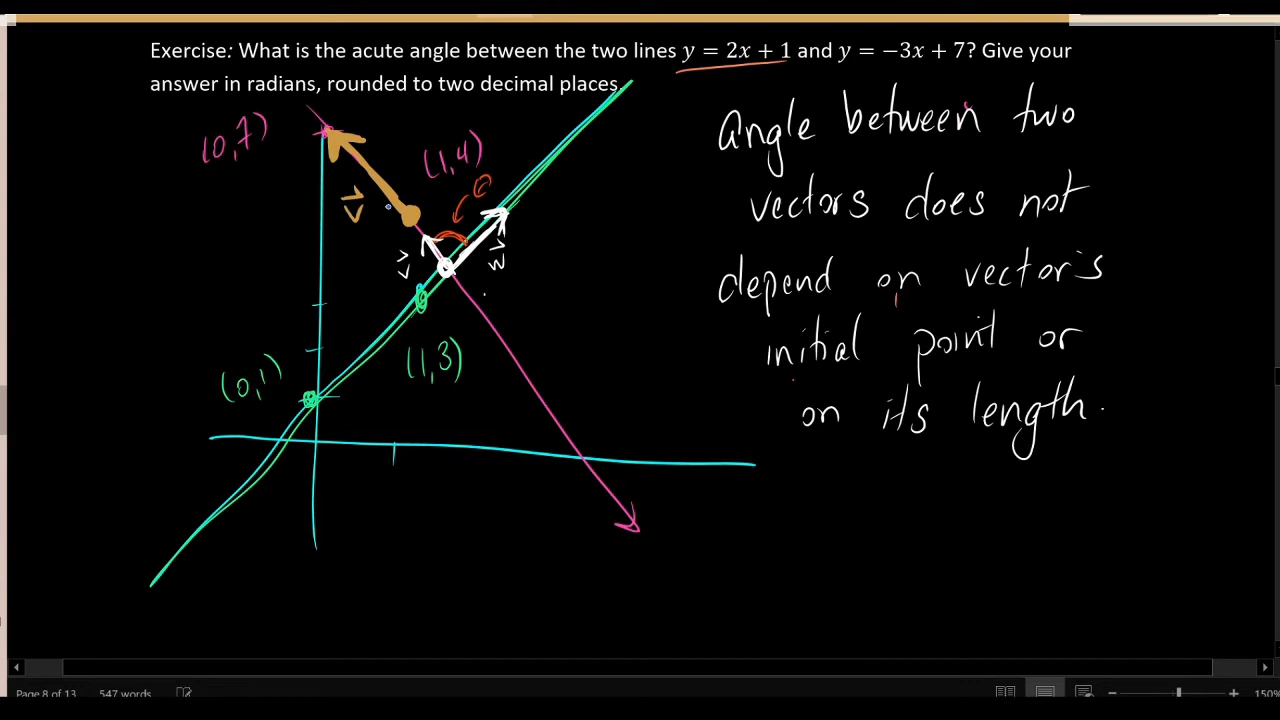 Exercise: What is the acute angle between the two lines y = 2x + 1 and y = −3x + 7? Give your
answer in radians, rounded to two decimal places.
(0,7)
(1,4)
θ
v
v
w
(1,3)
(0,1)
Angle between two
vectors does not
depend on vector's
initial point or
on its length.
Page 8 of 13 547 words 150%